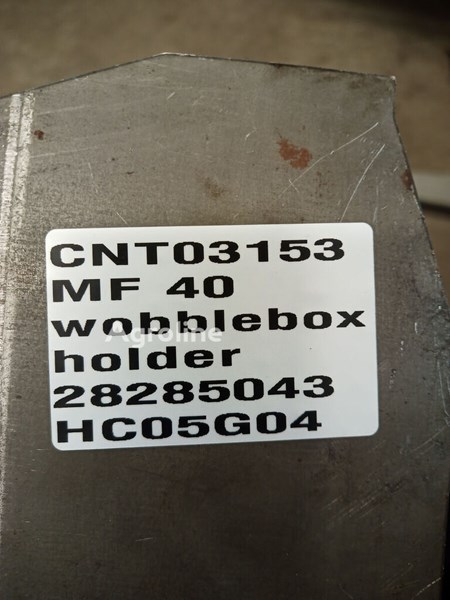 CNT03153
MF 40
wobblebox
Agroline
holder
28285043
HC05G04